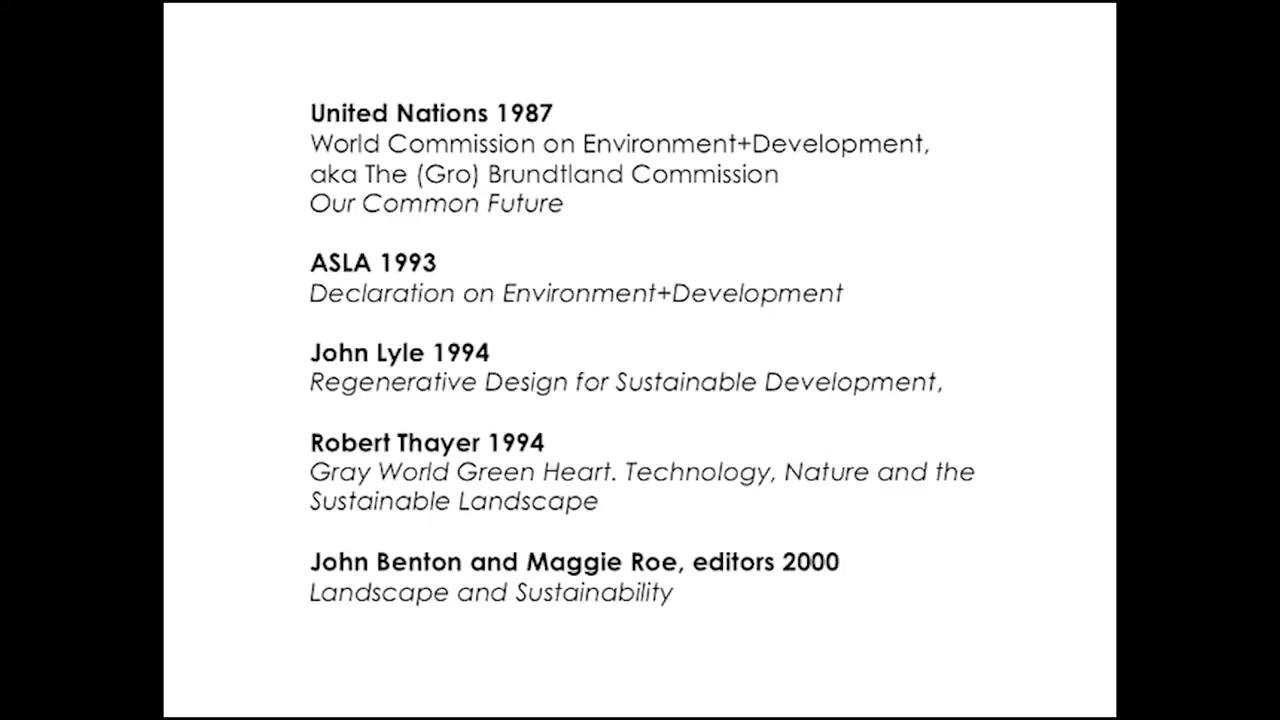 United Nations 1987
World Commission on Environment+Development,
aka The (Gro) Brundtland Commission
Our Common Future
ASLA 1993
Declaration on Environment+Development
John Lyle 1994
Regenerative Design for Sustainable Development,
Robert Thayer 1994
Gray World Green Heart. Technology, Nature and the
Sustainable Landscape
John Benton and Maggie Roe, editors 2000
Landscape and Sustainability